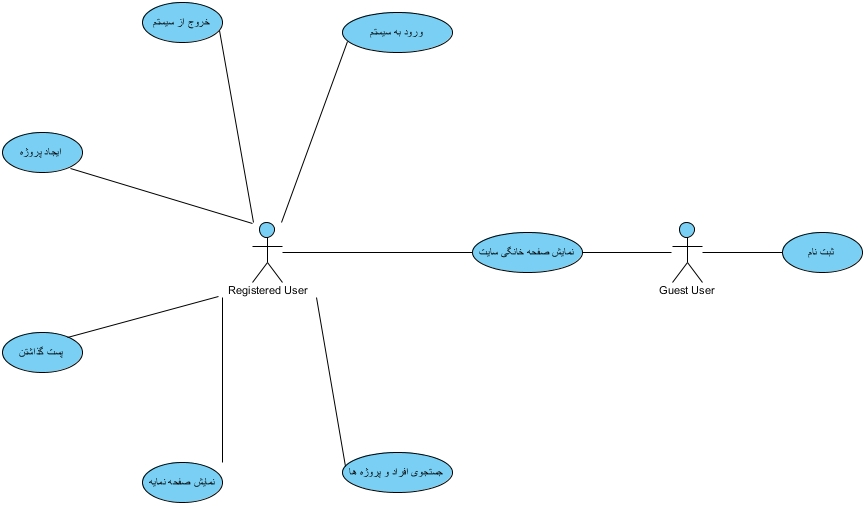 خروج از سیستم
ورود به سیستم
ایجاد پروژه
نمایش صفحه خانگی سایت
ثبت نام
Registered User
Guest User
پست گذاشتن
جستجوی افراد و پروژه ها
نمایش صفحه نمایه